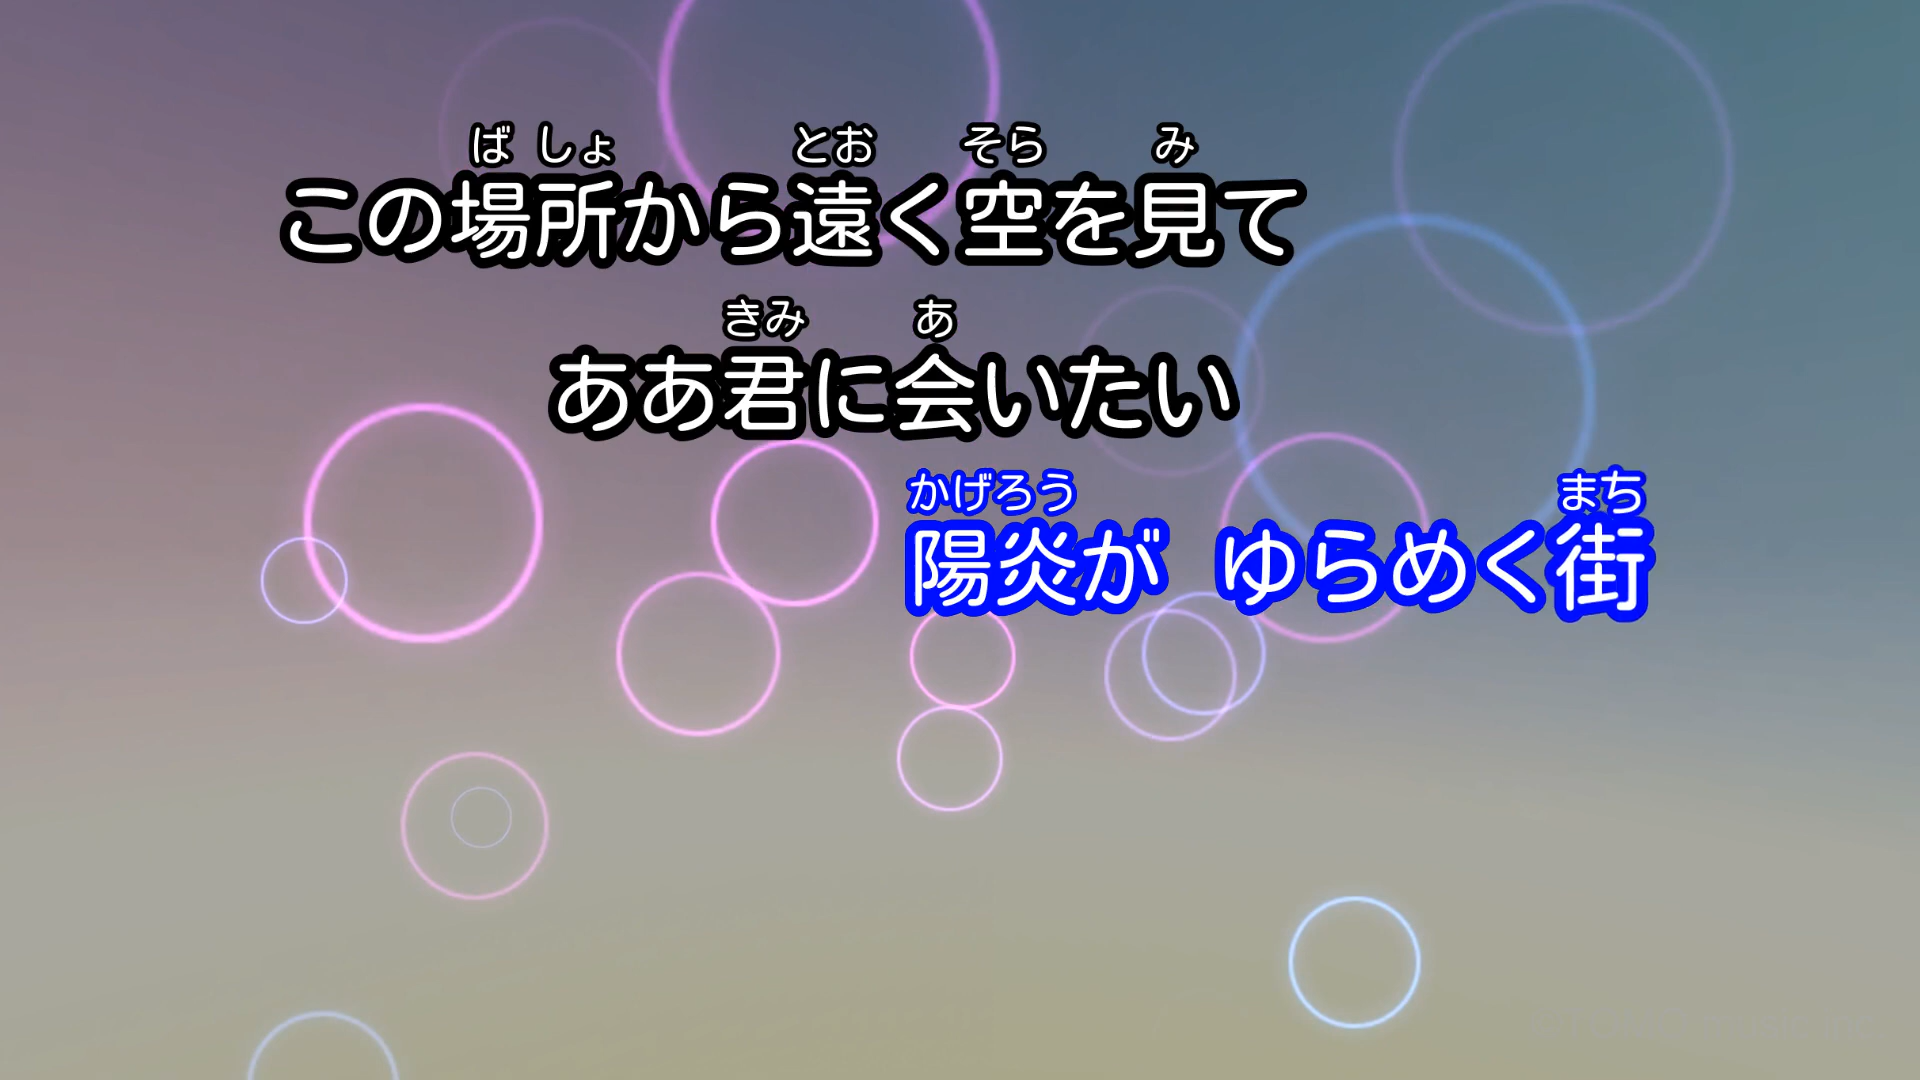 ばしょ とお そら み
この場所から遠く空を見て
きみ あ
ああ君に会いたい
かげろう まち
陽炎が ゆらめく街